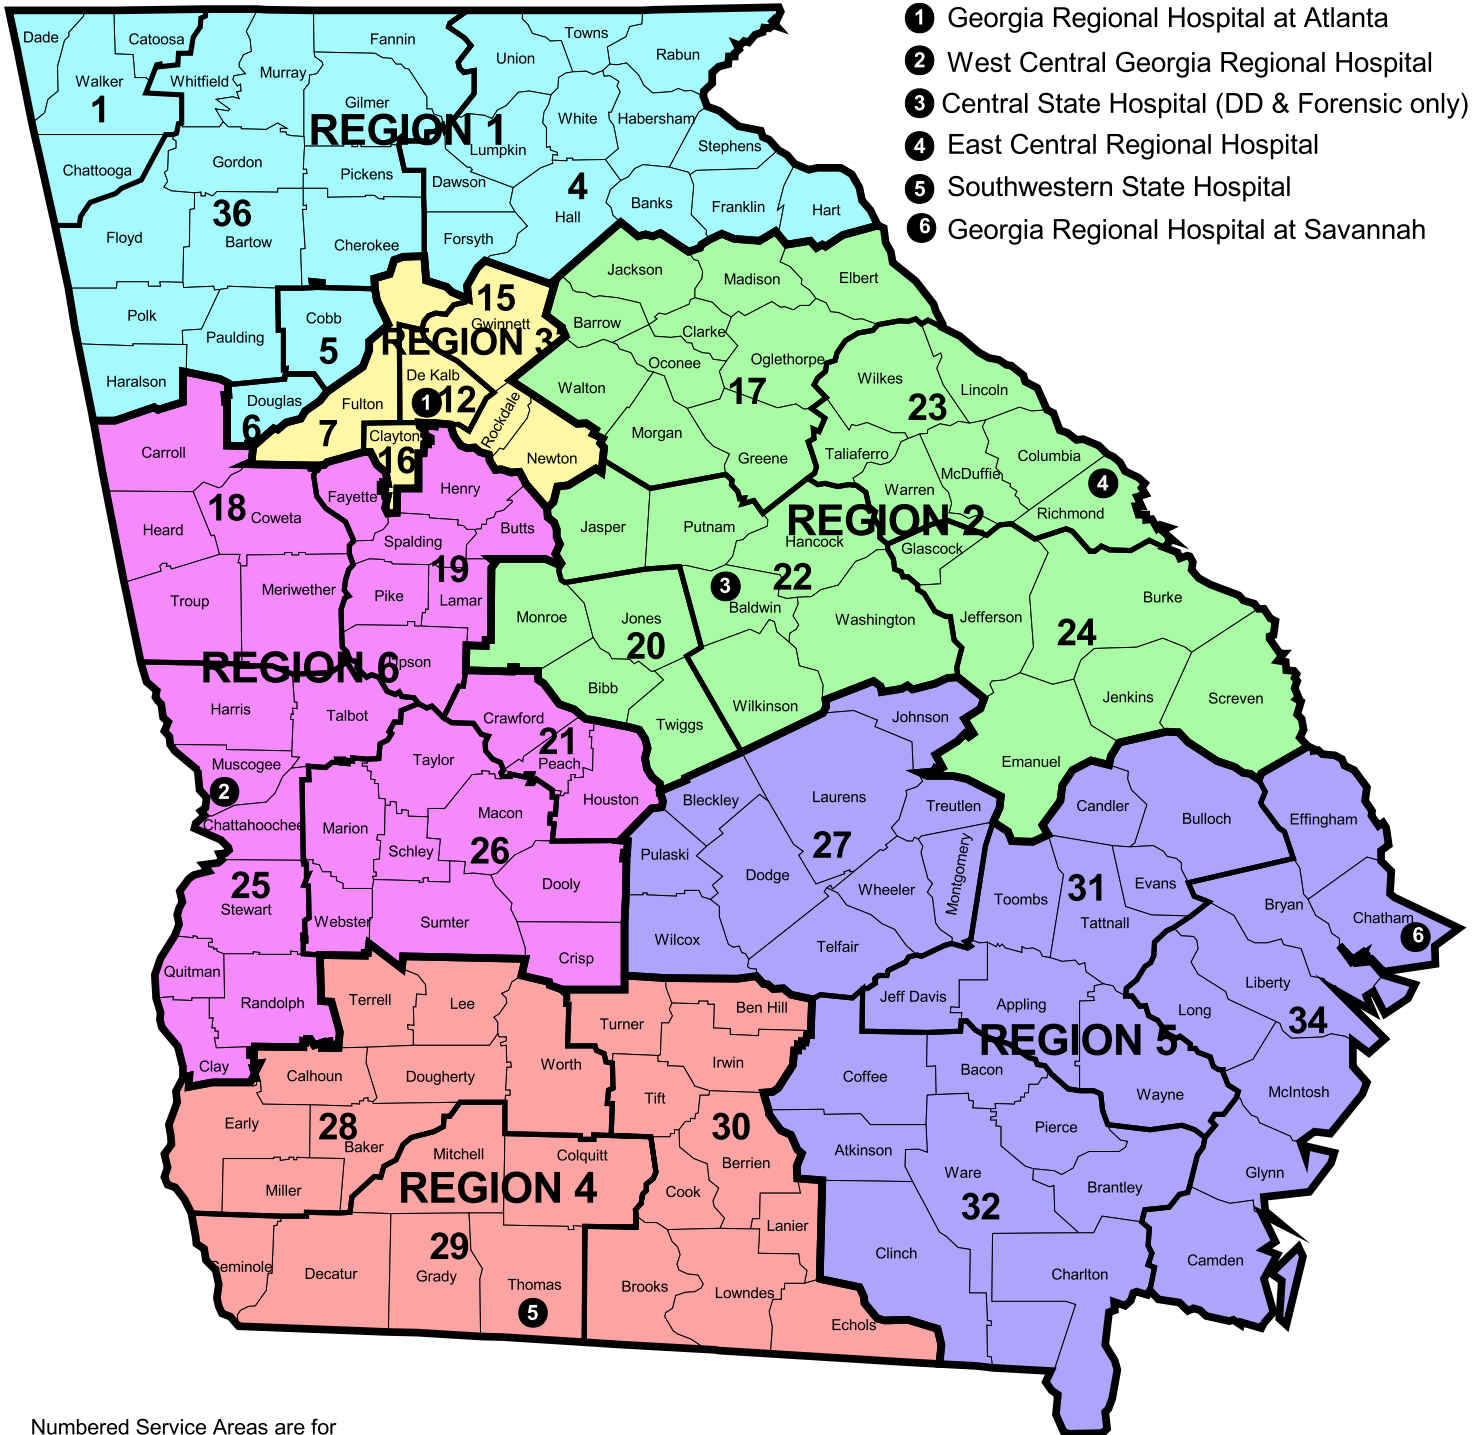 1 Georgia Regional Hospital at Atlanta
2 West Central Georgia Regional Hospital
3 Central State Hospital (DD & Forensic only)
4 East Central Regional Hospital
5 Southwestern State Hospital
6 Georgia Regional Hospital at Savannah
Dade
Catoosa
Walker
1
Whitfield
Murray
Fannin
Gilmer
Union
Towns
Rabun
REGION 1
White
Habersham
Lumpkin
Stephens
Chattooga
Gordon
Pickens
Dawson
4
Hall
Banks
Franklin
Hart
36
Floyd
Bartow
Cherokee
Forsyth
Polk
Paulding
Cobb
5
Haralson
Douglas
6
15
Gwinnett
REGION 3
De Kalb
1
12
Fulton
7
Clayton
16
Rockdale
Newton
Jackson
Madison
Elbert
Barrow
Clarke
Oconee
Oglethorpe
Walton
17
Wilkes
Lincoln
23
Morgan
Greene
Taliaferro
McDuffie
Columbia
4
Warren
Richmond
Jasper
Putnam
REGION 2
Hancock
22
Glascock
3
Baldwin
Washington
Jefferson
Burke
24
Monroe
Jones
20
Bibb
Twiggs
Wilkinson
Jenkins
Screven
Emanuel
Carroll
Heard
18
Coweta
Fayette
Henry
Spalding
Butts
19
Troup
Meriwether
Pike
Lamar
Upson
REGION 6
Harris
Talbot
Crawford
21
Peach
Muscogee
2
Taylor
Houston
Chattahoochee
Marion
Macon
Schley
26
25
Stewart
Webster
Sumter
Dooly
Crisp
Quitman
Randolph
Clay
Johnson
Bleckley
Laurens
Treutlen
27
Pulaski
Dodge
Wheeler
Montgomery
Wilcox
Telfair
Candler
Bulloch
Effingham
Toombs
31
Evans
Tattnall
Bryan
Chatham
6
Jeff Davis
Appling
Long
Liberty
34
REGION 5
Coffee
Bacon
Wayne
McIntosh
Atkinson
Pierce
Ware
32
Brantley
Glynn
Clinch
Charlton
Camden
Terrell
Lee
Turner
Ben Hill
Irwin
Worth
Calhoun
Dougherty
Tift
Early
28
Baker
30
Mitchell
Colquitt
Berrien
Miller
REGION 4
Cook
Lanier
Seminole
Decatur
29
Grady
Thomas
5
Brooks
Lowndes
Echols
Numbered Service Areas are for